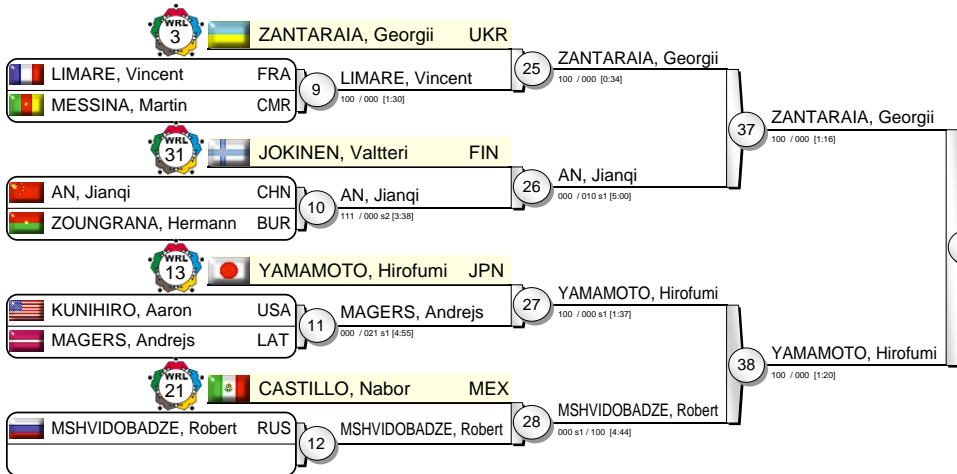 WRL 3 ZANTARAIA, Georgii UKR
LIMARE, Vincent FRA
MESSINA, Martin CMR
9
LIMARE, Vincent
100 / 000 [1:30]
25
ZANTARAIA, Georgii
100 / 000 [0:34]
WRL 31 JOKINEN, Valtteri FIN
AN, Jianqi CHN
ZOUNGRANA, Hermann BUR
10
AN, Jianqi
111 / 000 s2 [3:38]
26
AN, Jianqi
000 / 010 s1 [5:00]
37
ZANTARAIA, Georgii
100 / 000 [1:16]
WRL 13 YAMAMOTO, Hirofumi JPN
KUNIHIRO, Aaron USA
MAGERS, Andrejs LAT
11
MAGERS, Andrejs
000 / 021 s1 [4:55]
27
YAMAMOTO, Hirofumi
100 / 000 s1 [1:37]
WRL 21 CASTILLO, Nabor MEX
MSHVIDOBADZE, Robert RUS
12
MSHVIDOBADZE, Robert
28
MSHVIDOBADZE, Robert
000 s1 / 100 [4:44]
38
YAMAMOTO, Hirofumi
100 / 000 [1:20]